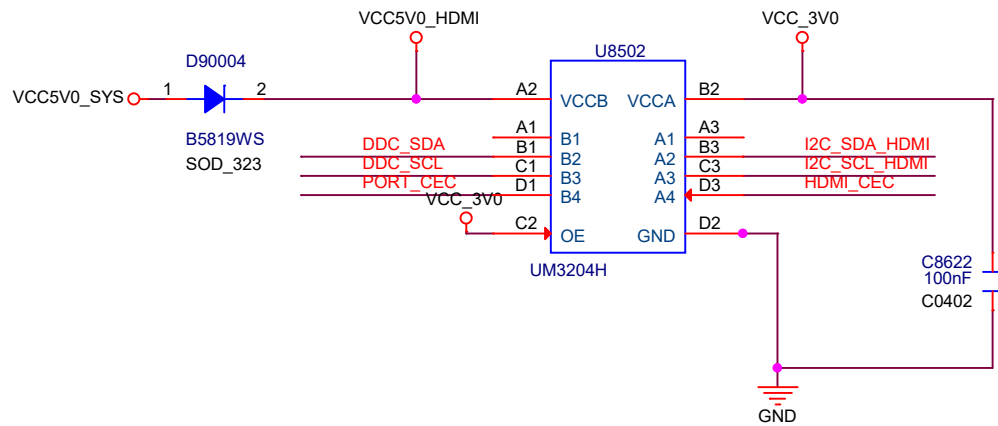 VCC5V0_HDMI
VCC_3V0
D90004
U8502
VCC5V0_SYS
1
2
A2
VCCB
VCCA
B2
B5819WS
SOD_323
A1
B1
A1
A3
DDC_SDA
B1
B2
A2
B3
I2C_SDA_HDMI
DDC_SCL
C1
B3
A3
C3
I2C_SCL_HDMI
PORT_CEC
D1
B4
A4
D3
HDMI_CEC
VCC_3V0
C2
OE
GND
D2
UM3204H
C8622
100nF
C0402
GND